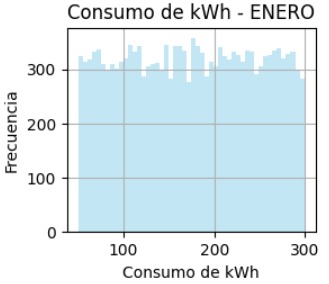 Consumo de kWh - ENERO
Frecuencia
300
200
100
0
100 200 300
Consumo de kWh